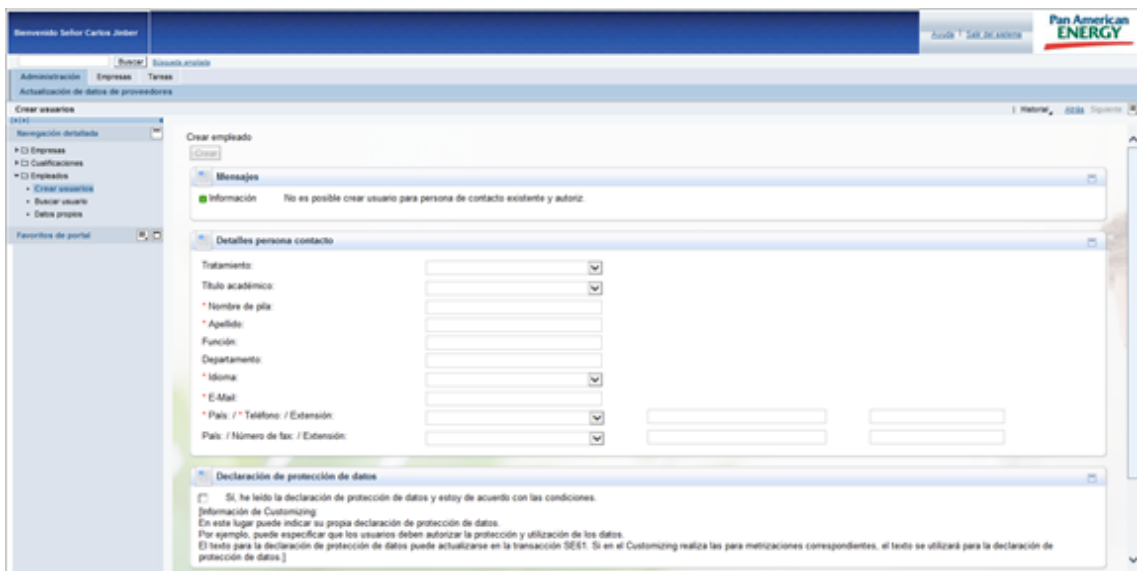 Bienvenido Señor Carlos Jinber
Ayuda | Salir del sistema
Pan American
ENERGY
Buscar Búsqueda ampliada
Administración Empresas Tareas
Actualización de datos de proveedores
Crear usuarios
| Historial Atrás Siguiente
Navegación detallada
Empresas
Cualificaciones
Empleados
Crear usuarios
Buscar usuario
Datos propios
Favoritos de portal
Crear empleado
Crear
Mensajes
Información No es posible crear usuario para persona de contacto existente y autoriz.
Detalles persona contacto
Tratamiento:
Título académico:
* Nombre de pila:
* Apellido:
Función:
Departamento:
* Idioma:
* E-Mail:
* País: / * Teléfono: / Extensión:
País: / Número de fax: / Extensión:
Declaración de protección de datos
Sí, he leído la declaración de protección de datos y estoy de acuerdo con las condiciones.
[Información de Customizing:
En este lugar puede indicar su propia declaración de protección de datos.
Por ejemplo, puede especificar que los usuarios deben autorizar la protección y utilización de los datos.
El texto para la declaración de protección de datos puede actualizarse en la transacción SE61. Si en el Customizing realiza las para metrizaciones correspondientes, el texto se utilizará para la declaración de
protección de datos.]